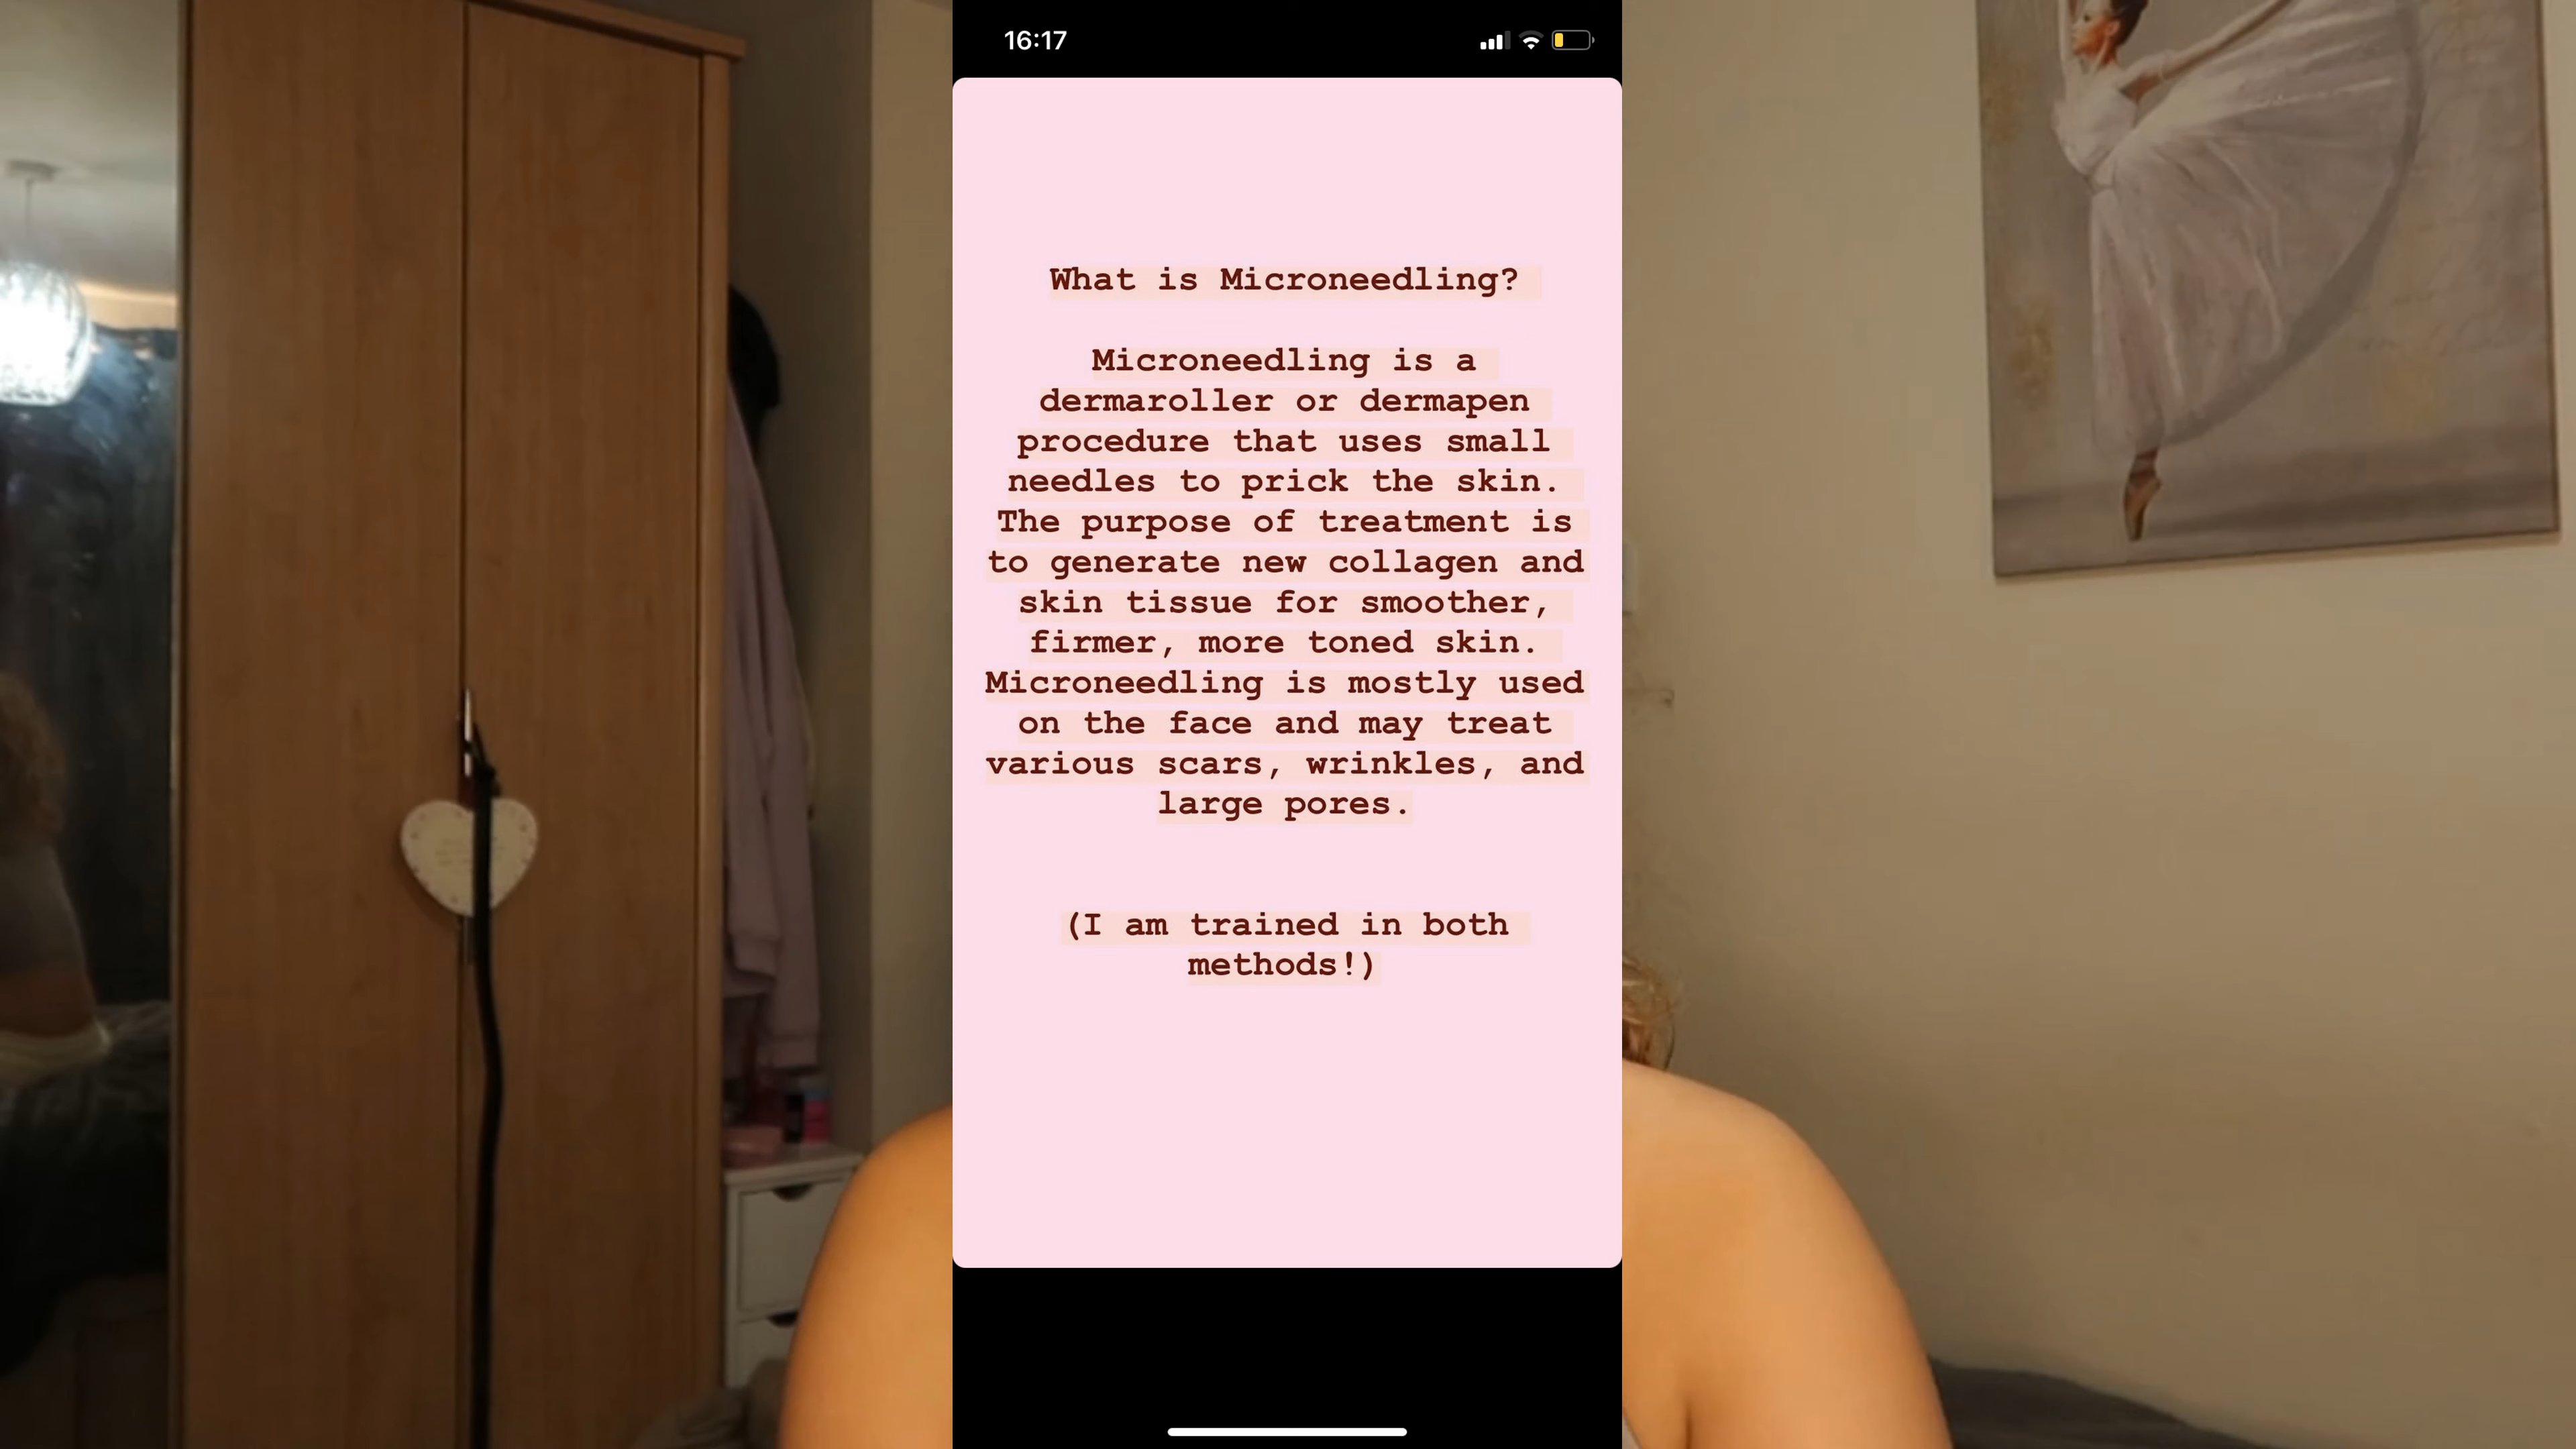 16:17
What is Microneedling?
Microneedling is a
dermaroller or dermapen
procedure that uses small
needles to prick the skin.
The purpose of treatment is
to generate new collagen and
skin tissue for smoother,
firmer, more toned skin.
Microneedling is mostly used
on the face and may treat
various scars, wrinkles, and
large pores.
(I am trained in both
methods!)